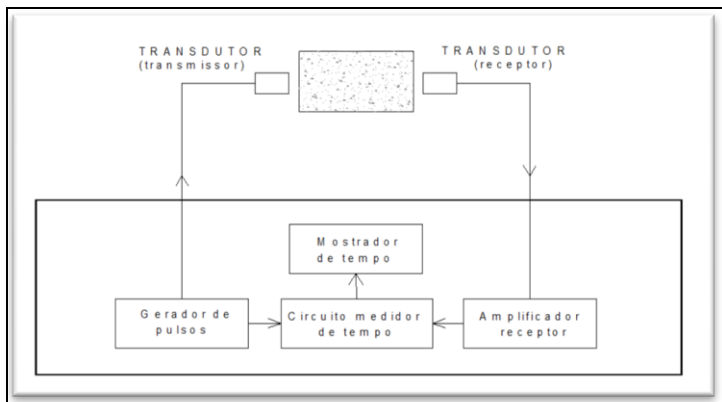 TRANSDUTOR
(transmissor)
TRANSDUTOR
(receptor)
Mostrador
de tempo
Gerador de
pulsos
Circuito medidor
de tempo
Amplificador
receptor